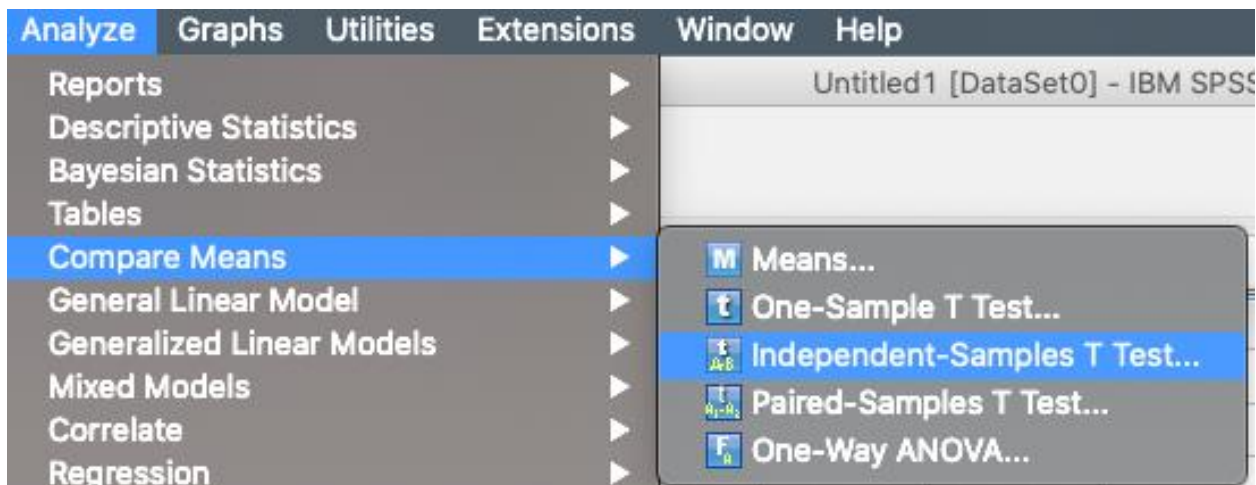 Analyze Graphs Utilities Extensions Window Help
Untitled1 [DataSet0] - IBM SPSS
Reports
Descriptive Statistics
Bayesian Statistics
Tables
Compare Means
General Linear Model
Generalized Linear Models
Mixed Models
Correlate
Regression
M Means...
t One-Sample T Test...
Independent-Samples T Test...
Paired-Samples T Test...
One-Way ANOVA...